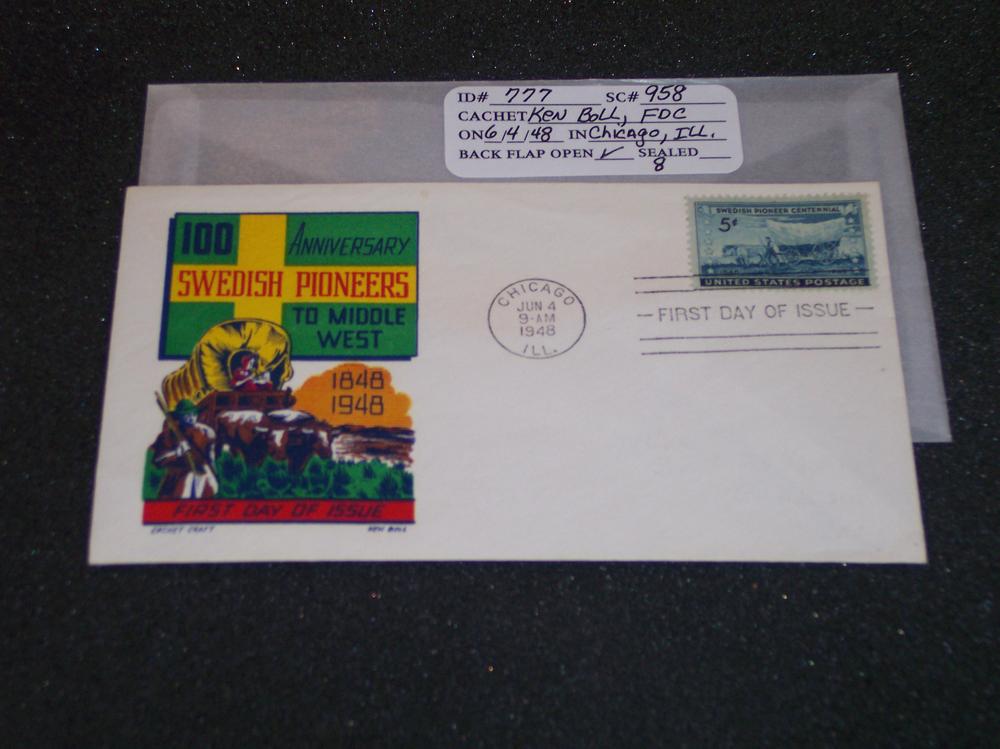 ID# 777 SC# 958
CACHET Ken Boll, FDC
ON 6/4/48 IN Chicago, ILL.
BACK FLAP OPEN ✓ SEALED
8
100 ANNIVERSARY
SWEDISH PIONEERS
TO MIDDLE
WEST
1848
1948
FIRST DAY OF ISSUE
CACHET CRAFT KEN BOLL
CHICAGO
JUN 4
9-AM
1948
ILL.
SWEDISH PIONEER CENTENNIAL
5¢
UNITED STATES POSTAGE
FIRST DAY OF ISSUE